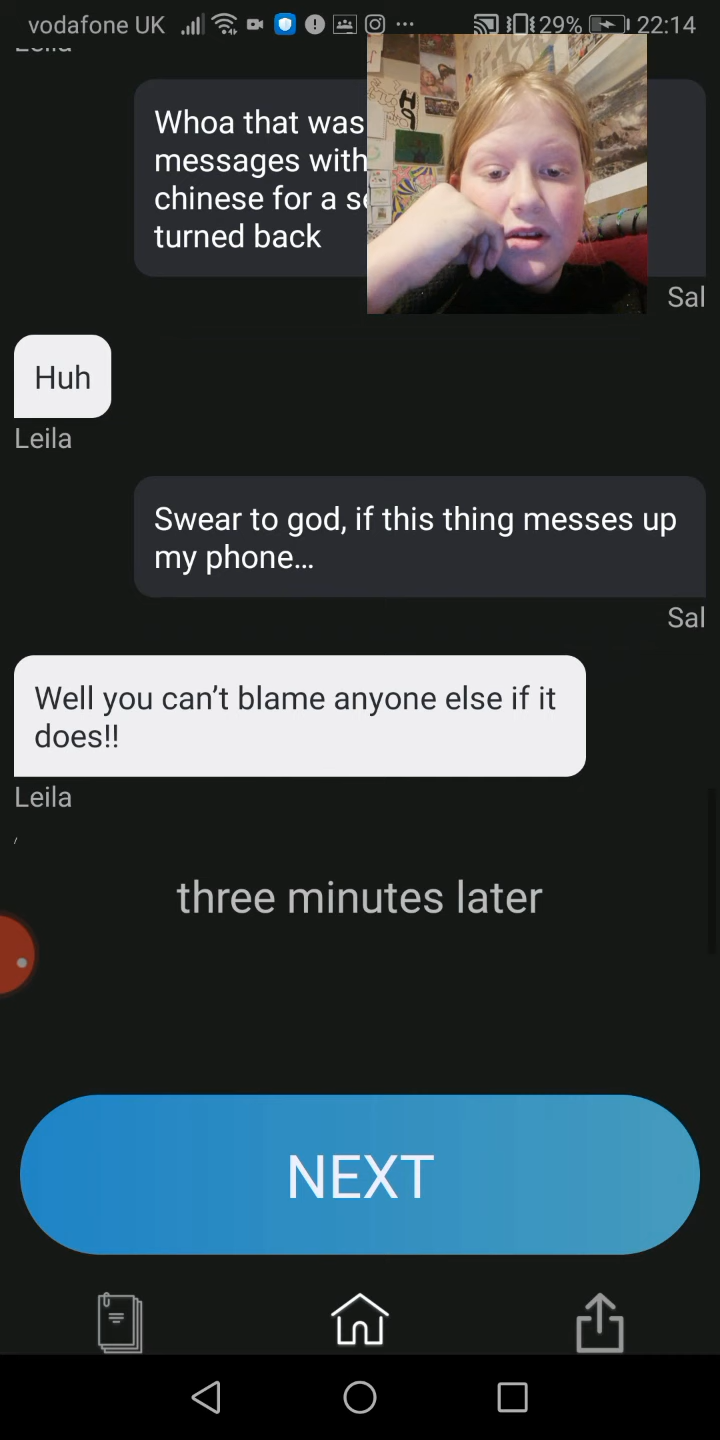 vodafone UK 29% 22:14
Whoa that was
messages with
chinese for a
turned back
Sal
Huh
Leila
Swear to god, if this thing messes up
my phone…
Sal
Well you can't blame anyone else if it
does!!
Leila
three minutes later
NEXT